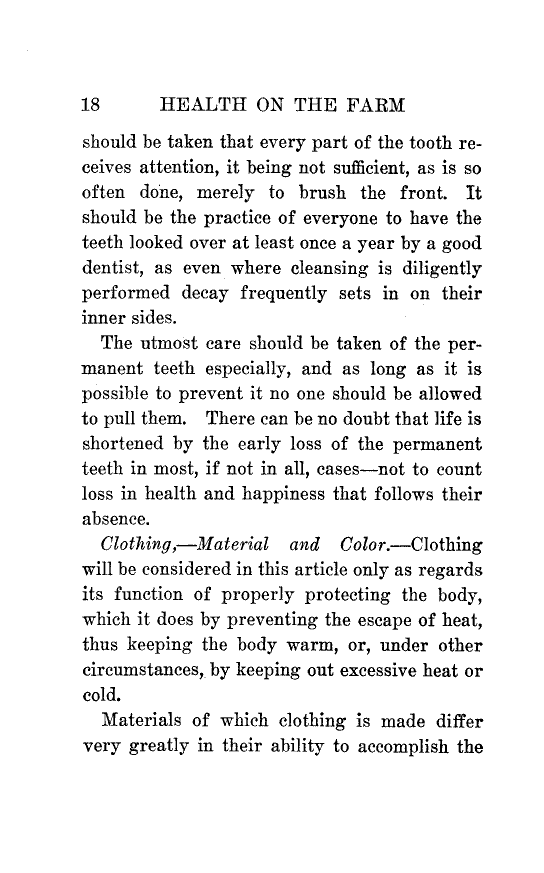 18 HEALTH ON THE FARM
should be taken that every part of the tooth re-
ceives attention, it being not sufficient, as is so
often done, merely to brush the front. It
should be the practice of everyone to have the
teeth looked over at least once a year by a good
dentist, as even where cleansing is diligently
performed decay frequently sets in on their
inner sides.
The utmost care should be taken of the per-
manent teeth especially, and as long as it is
possible to prevent it no one should be allowed
to pull them. There can be no doubt that life is
shortened by the early loss of the permanent
teeth in most, if not in all, cases—not to count
loss in health and happiness that follows their
absence.
Clothing,—Material and Color.—Clothing
will be considered in this article only as regards
its function of properly protecting the body,
which it does by preventing the escape of heat,
thus keeping the body warm, or, under other
circumstances, by keeping out excessive heat or
cold.
Materials of which clothing is made differ
very greatly in their ability to accomplish the